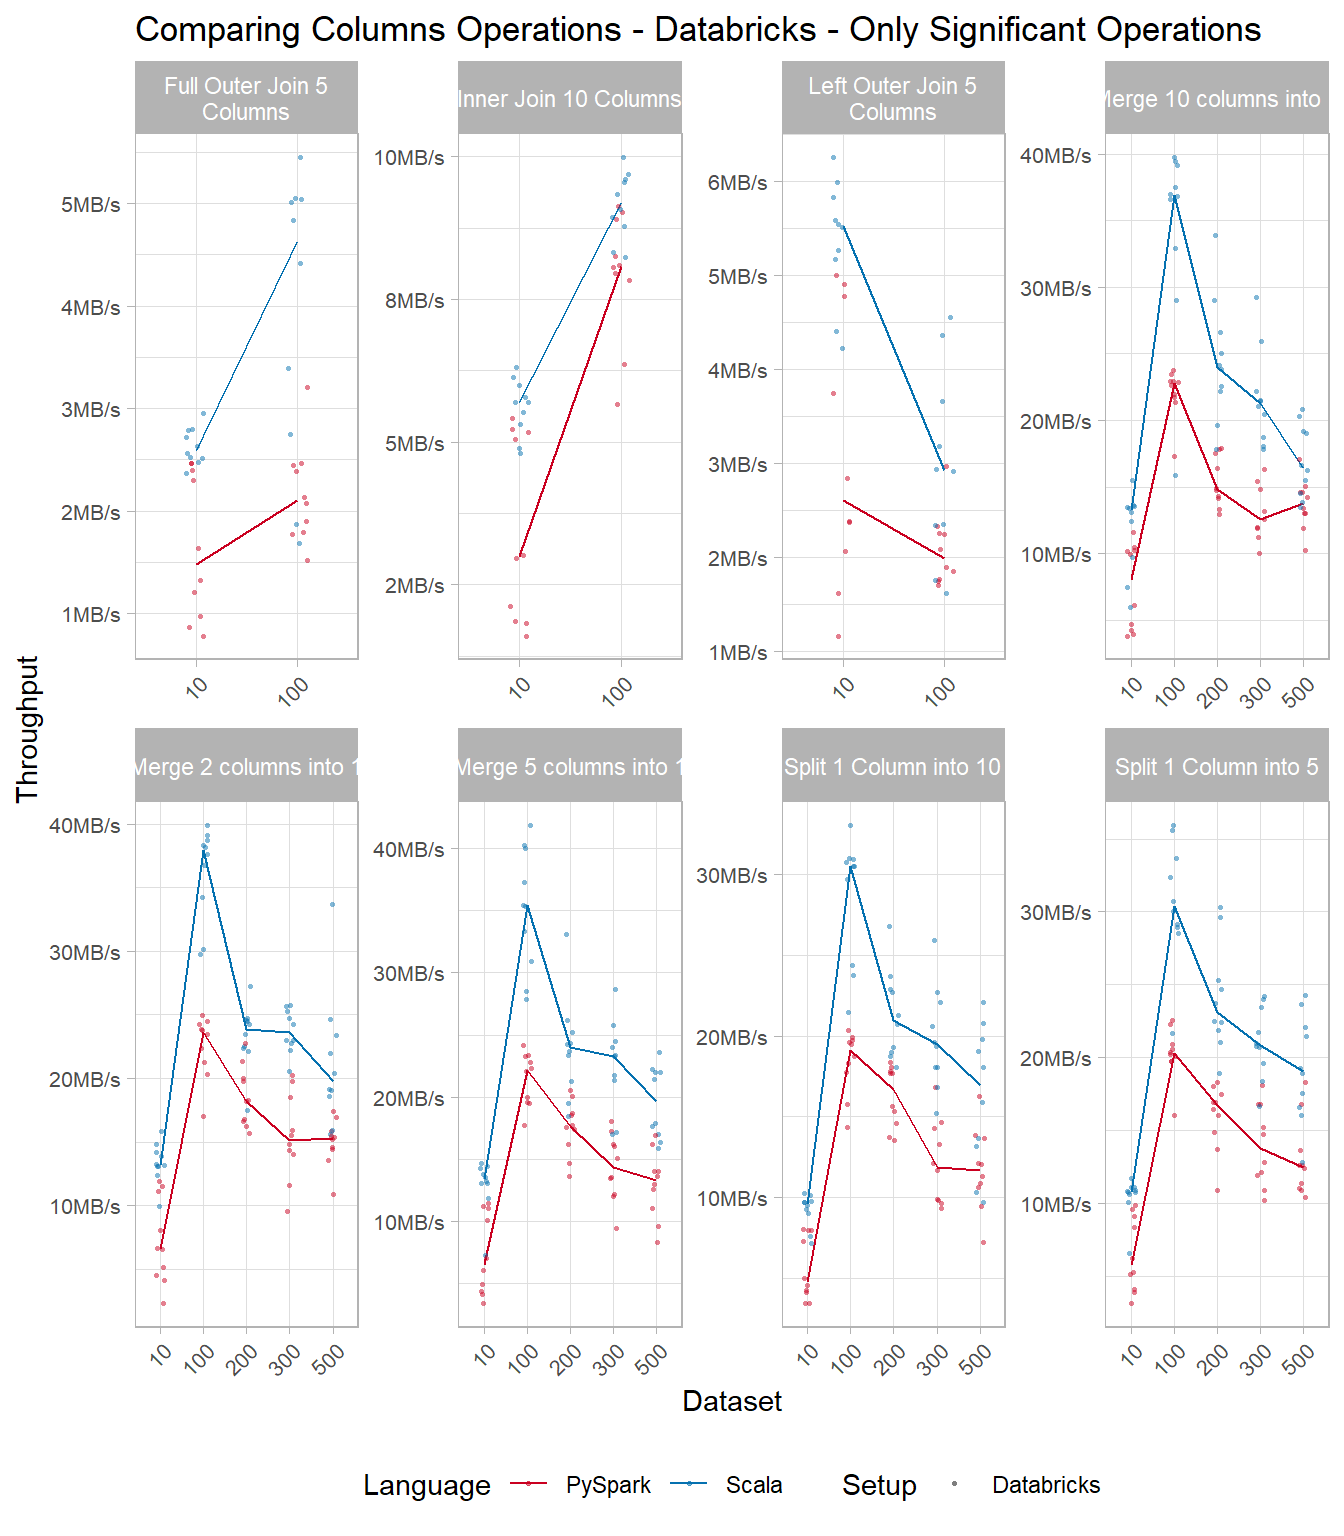 Comparing Columns Operations - Databricks - Only Significant Operations
Full Outer Join 5
Columns
Inner Join 10 Columns
Left Outer Join 5
Columns
Merge 10 columns into
5MB/s
4MB/s
3MB/s
2MB/s
1MB/s
10
100
10MB/s
8MB/s
5MB/s
2MB/s
10
100
6MB/s
5MB/s
4MB/s
3MB/s
2MB/s
1MB/s
10
100
40MB/s
30MB/s
20MB/s
10MB/s
10
100
200
300
500
Throughput
Merge 2 columns into 1
Merge 5 columns into 1
Split 1 Column into 10
Split 1 Column into 5
40MB/s
30MB/s
20MB/s
10MB/s
10
100
200
300
500
40MB/s
30MB/s
20MB/s
10MB/s
10
100
200
300
500
30MB/s
20MB/s
10MB/s
10
100
200
300
500
30MB/s
20MB/s
10MB/s
10
100
200
300
500
Dataset
Language PySpark Scala Setup Databricks